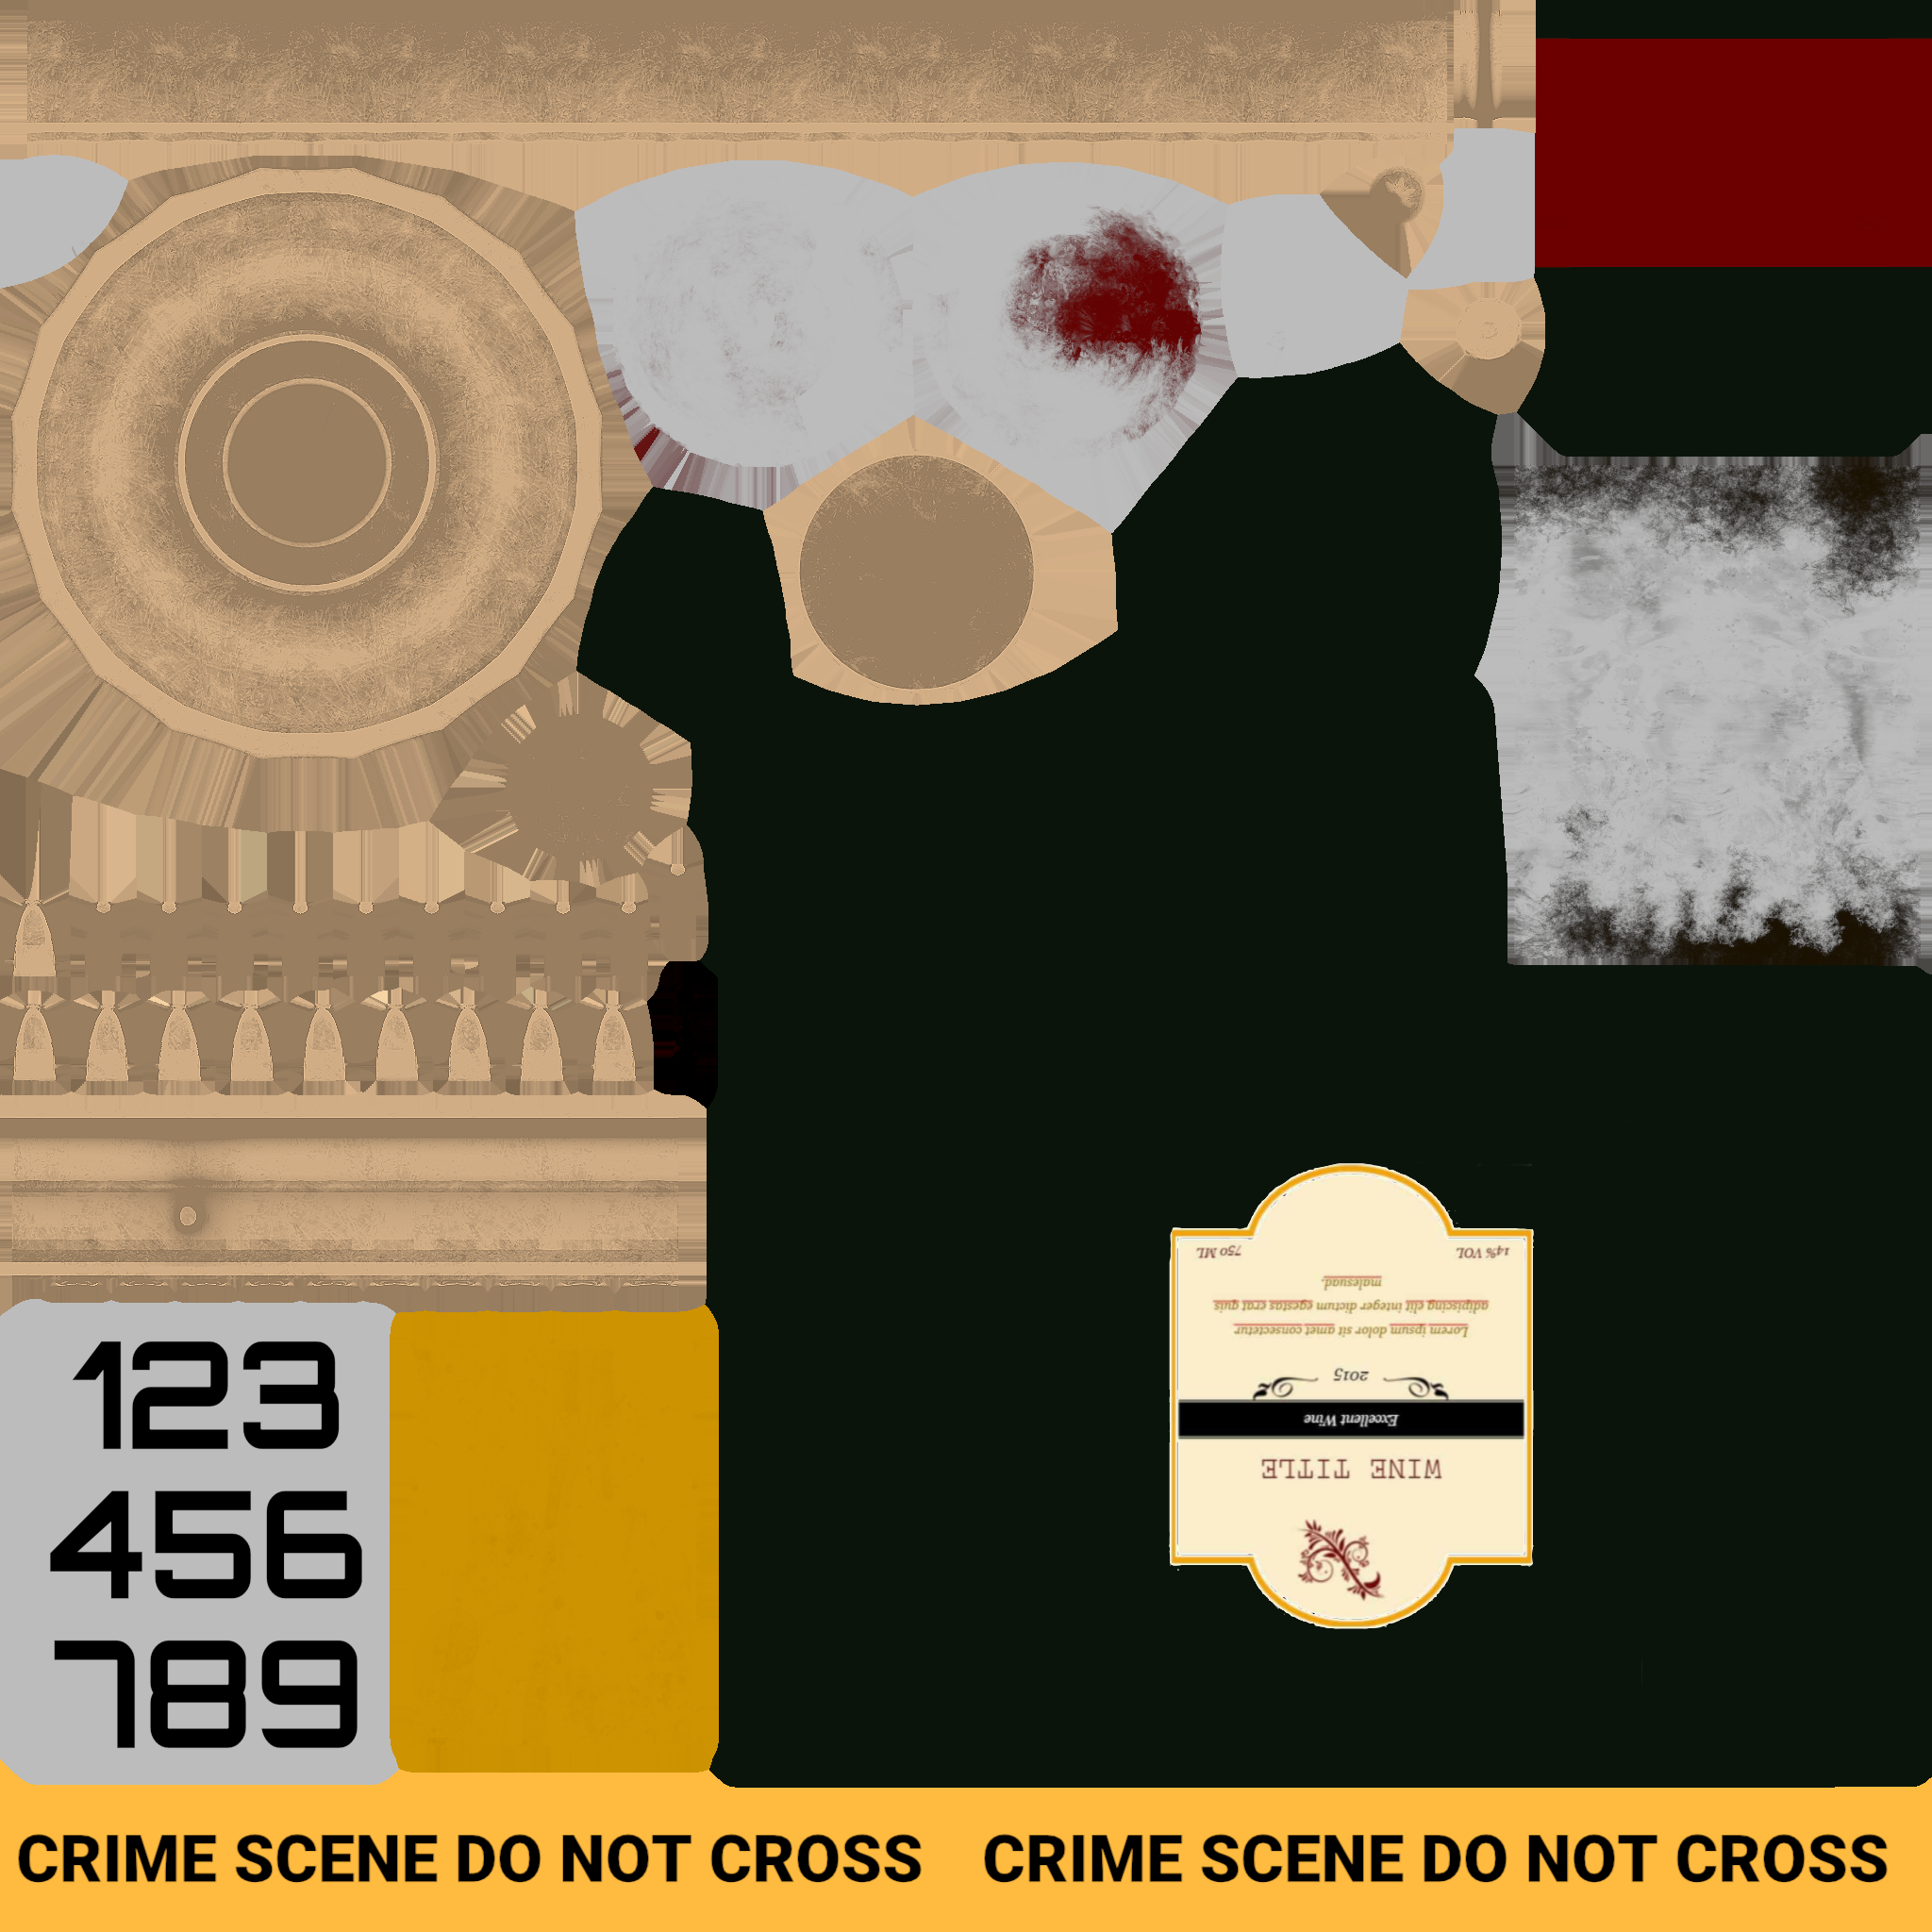 123
456
789
WINE TITLE
Excellent Wine
2015
Lorem ipsum dolor sit amet consectetur
adipiscing elit integer dictum egestas erat quis
malesuad.
14% VOL
750 ML
CRIME SCENE DO NOT CROSS CRIME SCENE DO NOT CROSS